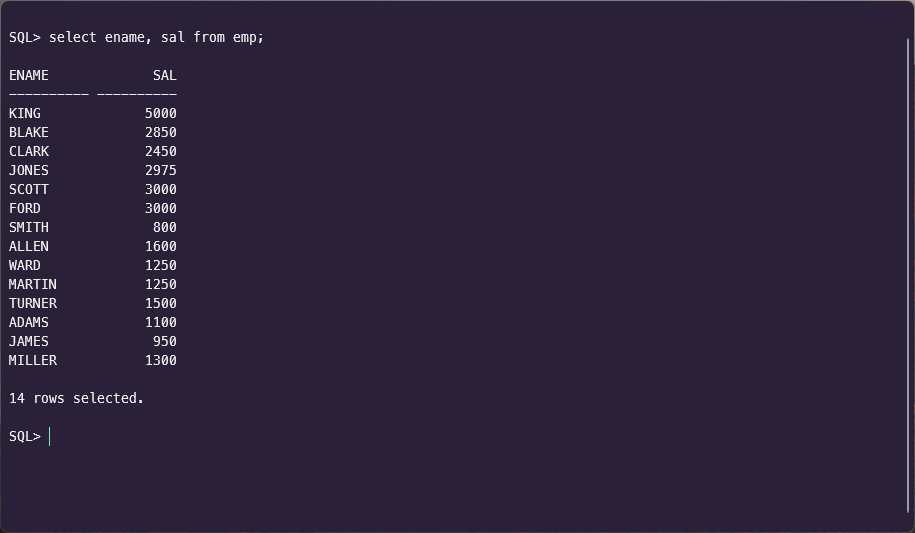 SQL> select ename, sal from emp;
ENAME             SAL
---------- ----------
KING             5000
BLAKE            2850
CLARK            2450
JONES            2975
SCOTT            3000
FORD             3000
SMITH             800
ALLEN            1600
WARD             1250
MARTIN           1250
TURNER           1500
ADAMS            1100
JAMES             950
MILLER           1300
14 rows selected.
SQL>